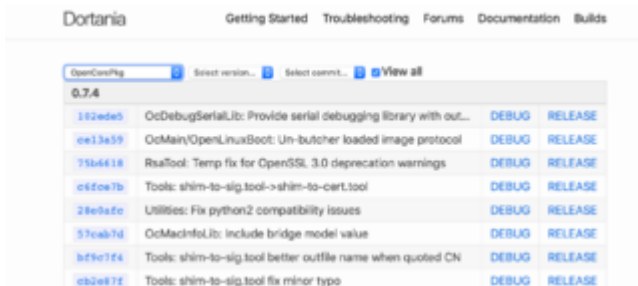 Dortania Getting Started Troubleshooting Forums Documentation Builds
OpenCorePkg Select version... Select commit... View all
0.7.4
102ede5 OcDebugSerialLib: Provide serial debugging library with out... DEBUG RELEASE
ce13a59 OcMain/OpenLinuxBoot: Un-butcher loaded image protocol DEBUG RELEASE
75b6618 RsaTool: Temp fix for OpenSSL 3.0 deprecation warnings DEBUG RELEASE
c6fce7b Tools: shim-to-sig.tool->shim-to-cert.tool DEBUG RELEASE
28e0afc Utilities: Fix python2 compatibility issues DEBUG RELEASE
57cab7d OcMacInfoLib: Include bridge model value DEBUG RELEASE
bf9c7f4 Tools: shim-to-sig.tool better outfile name when quoted CN DEBUG RELEASE
cb2e87f Tools: shim-to-sig.tool fix minor typo DEBUG RELEASE